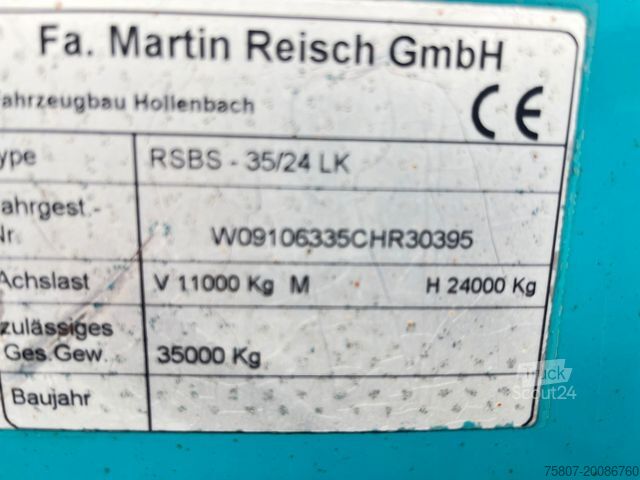 Fa. Martin Reisch GmbH
ahrzeugbau Hollenbach
CE
ype RSBS - 35/24 LK
ahrgest.-
Nr. W09106335CHR30395
Achslast V 11000 Kg M H 24000 Kg
zulässiges
Ges.Gew. 35000 Kg
Baujahr
Truck
Scout24
75807-20086760